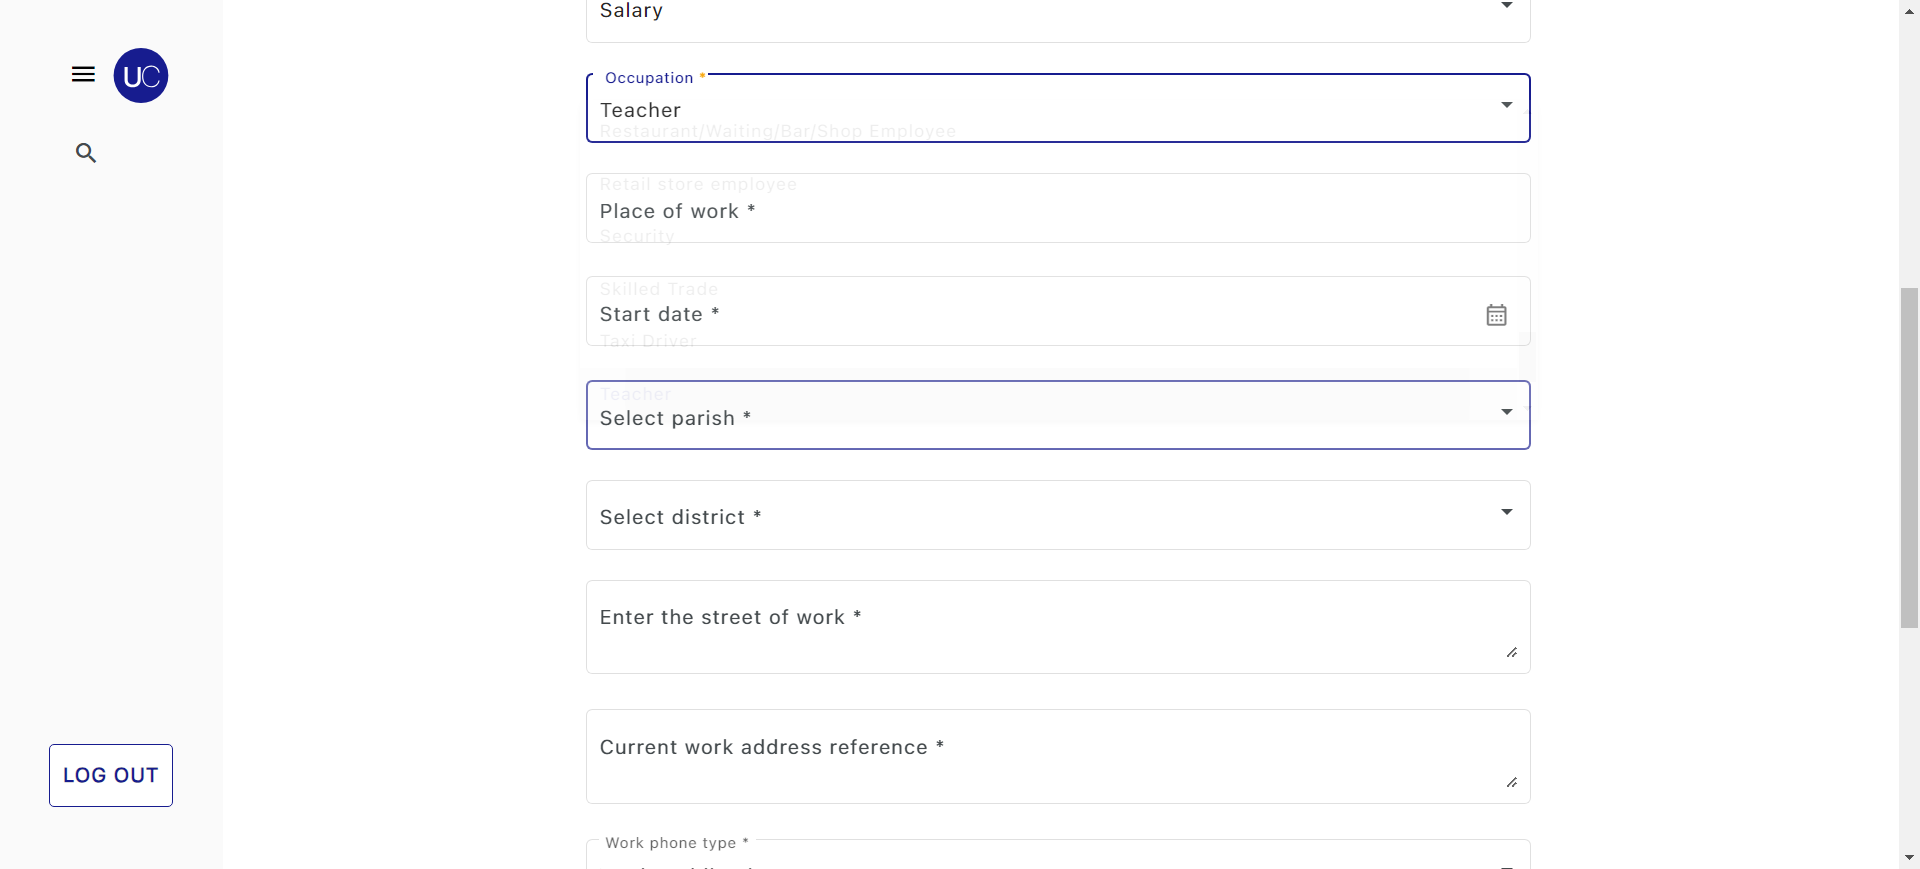 Salary
UC
Occupation *
Teacher
Restaurant/Waiting/Bar/Shop Employee
Retail store employee
Place of work *
Security
Skilled Trade
Start date *
Taxi Driver
Teacher
Select parish *
Select district *
Enter the street of work *
Current work address reference *
LOG OUT
Work phone type *